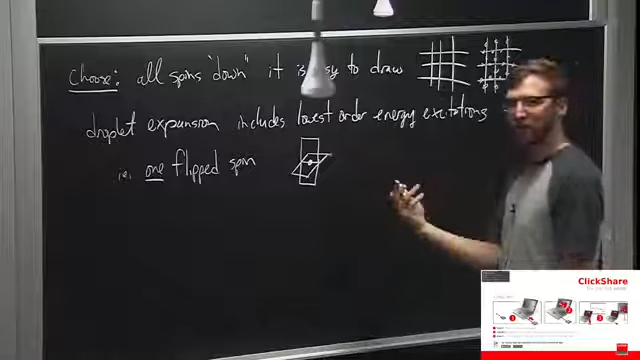 Choose: all spins "down" it is easy to draw
droplet expansion includes lowest order energy excitations
i.e. one flipped spin
ClickShare